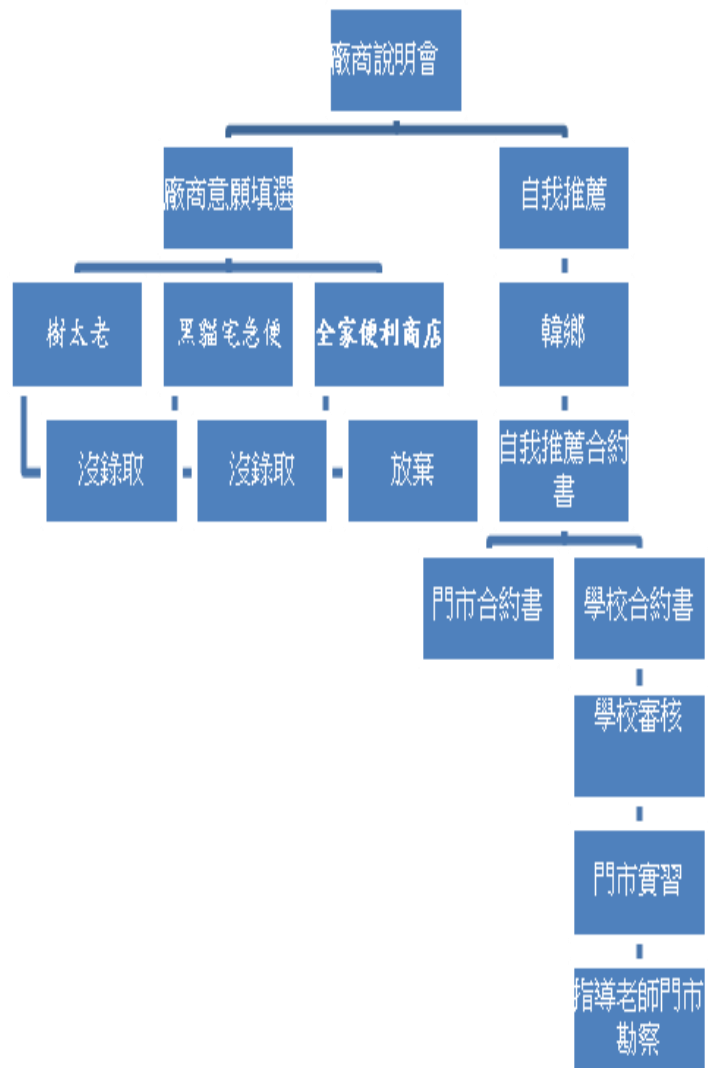 廠商說明會
廠商意願填選
自我推薦
樹太老
黑貓宅急便
全家便利商店
韓鄉
沒錄取
沒錄取
放棄
自我推薦合約
書
門市合約書
學校合約書
學校審核
門市實習
指導老師門市
勘察